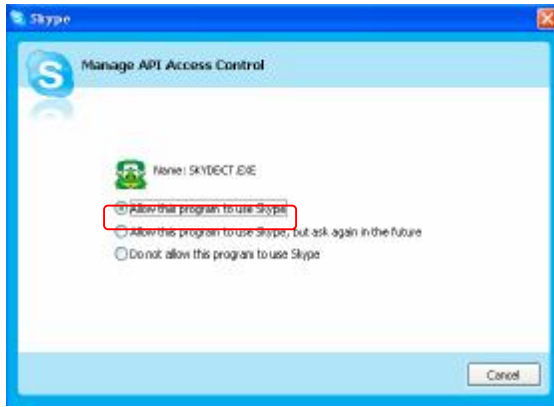 Skype
Manage API Access Control
Name: SKYDECT.EXE
Allow this program to use Skype
Allow this program to use Skype, but ask again in the future
Do not allow this program to use Skype
Cancel